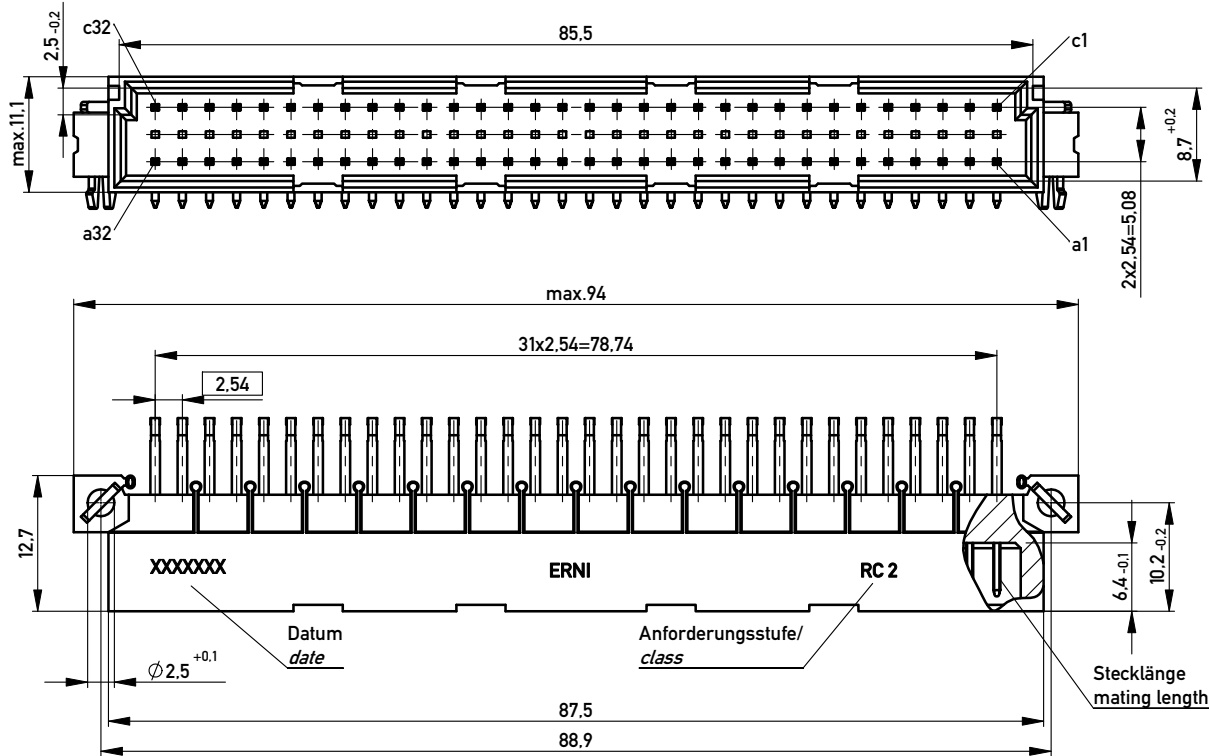 c32
85,5
c1
2,5 -0,2
max.11,1
8,7 +0,2
2x2,54=5,08
a32
a1
max.94
31x2,54=78,74
2,54
12,7
XXXXXXX
ERNI
RC 2
6,4 -0,1
10,2 -0,2
Datum
date
Anforderungsstufe/
class
Ø 2,5 +0,1
Stecklänge
mating length
87,5
88,9